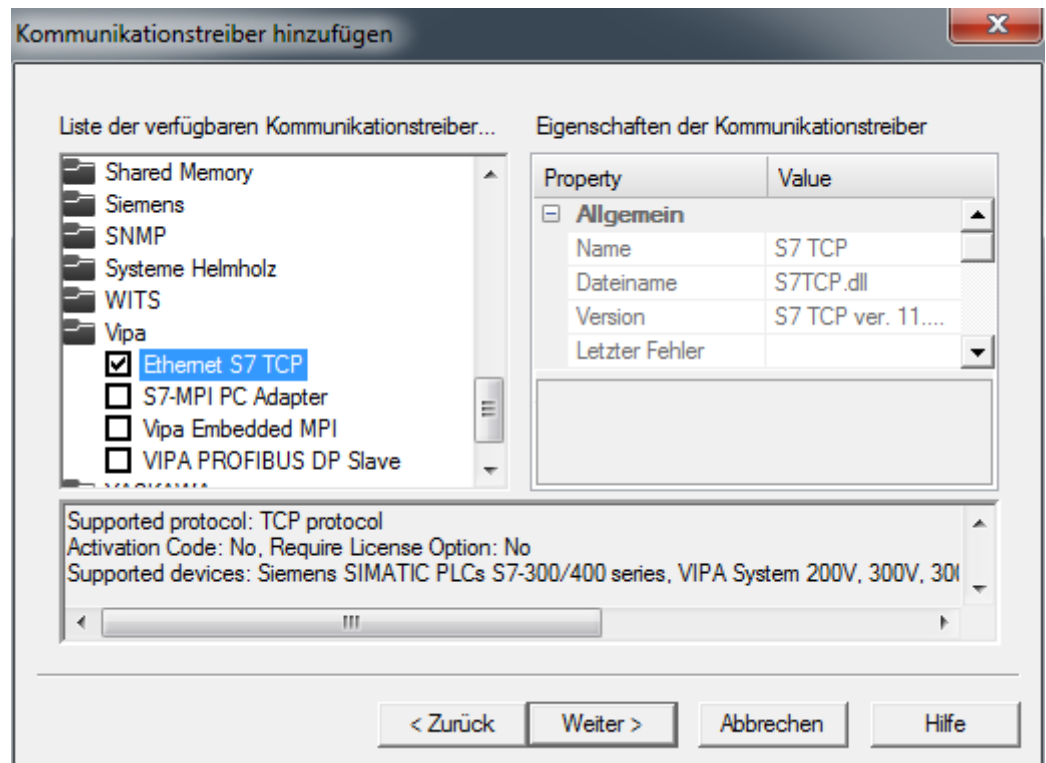 Kommunikationstreiber hinzufügen
Liste der verfügbaren Kommunikationstreiber...
Shared Memory
Siemens
SNMP
Systeme Helmholz
WITS
Vipa
Ethernet S7 TCP
S7-MPI PC Adapter
Vipa Embedded MPI
VIPA PROFIBUS DP Slave
Eigenschaften der Kommunikationstreiber
Property Value
Allgemein
Name S7 TCP
Dateiname S7TCP.dll
Version S7 TCP ver. 11....
Letzter Fehler
Supported protocol: TCP protocol
Activation Code: No, Require License Option: No
Supported devices: Siemens SIMATIC PLCs S7-300/400 series, VIPA System 200V, 300V,
< Zurück Weiter > Abbrechen Hilfe